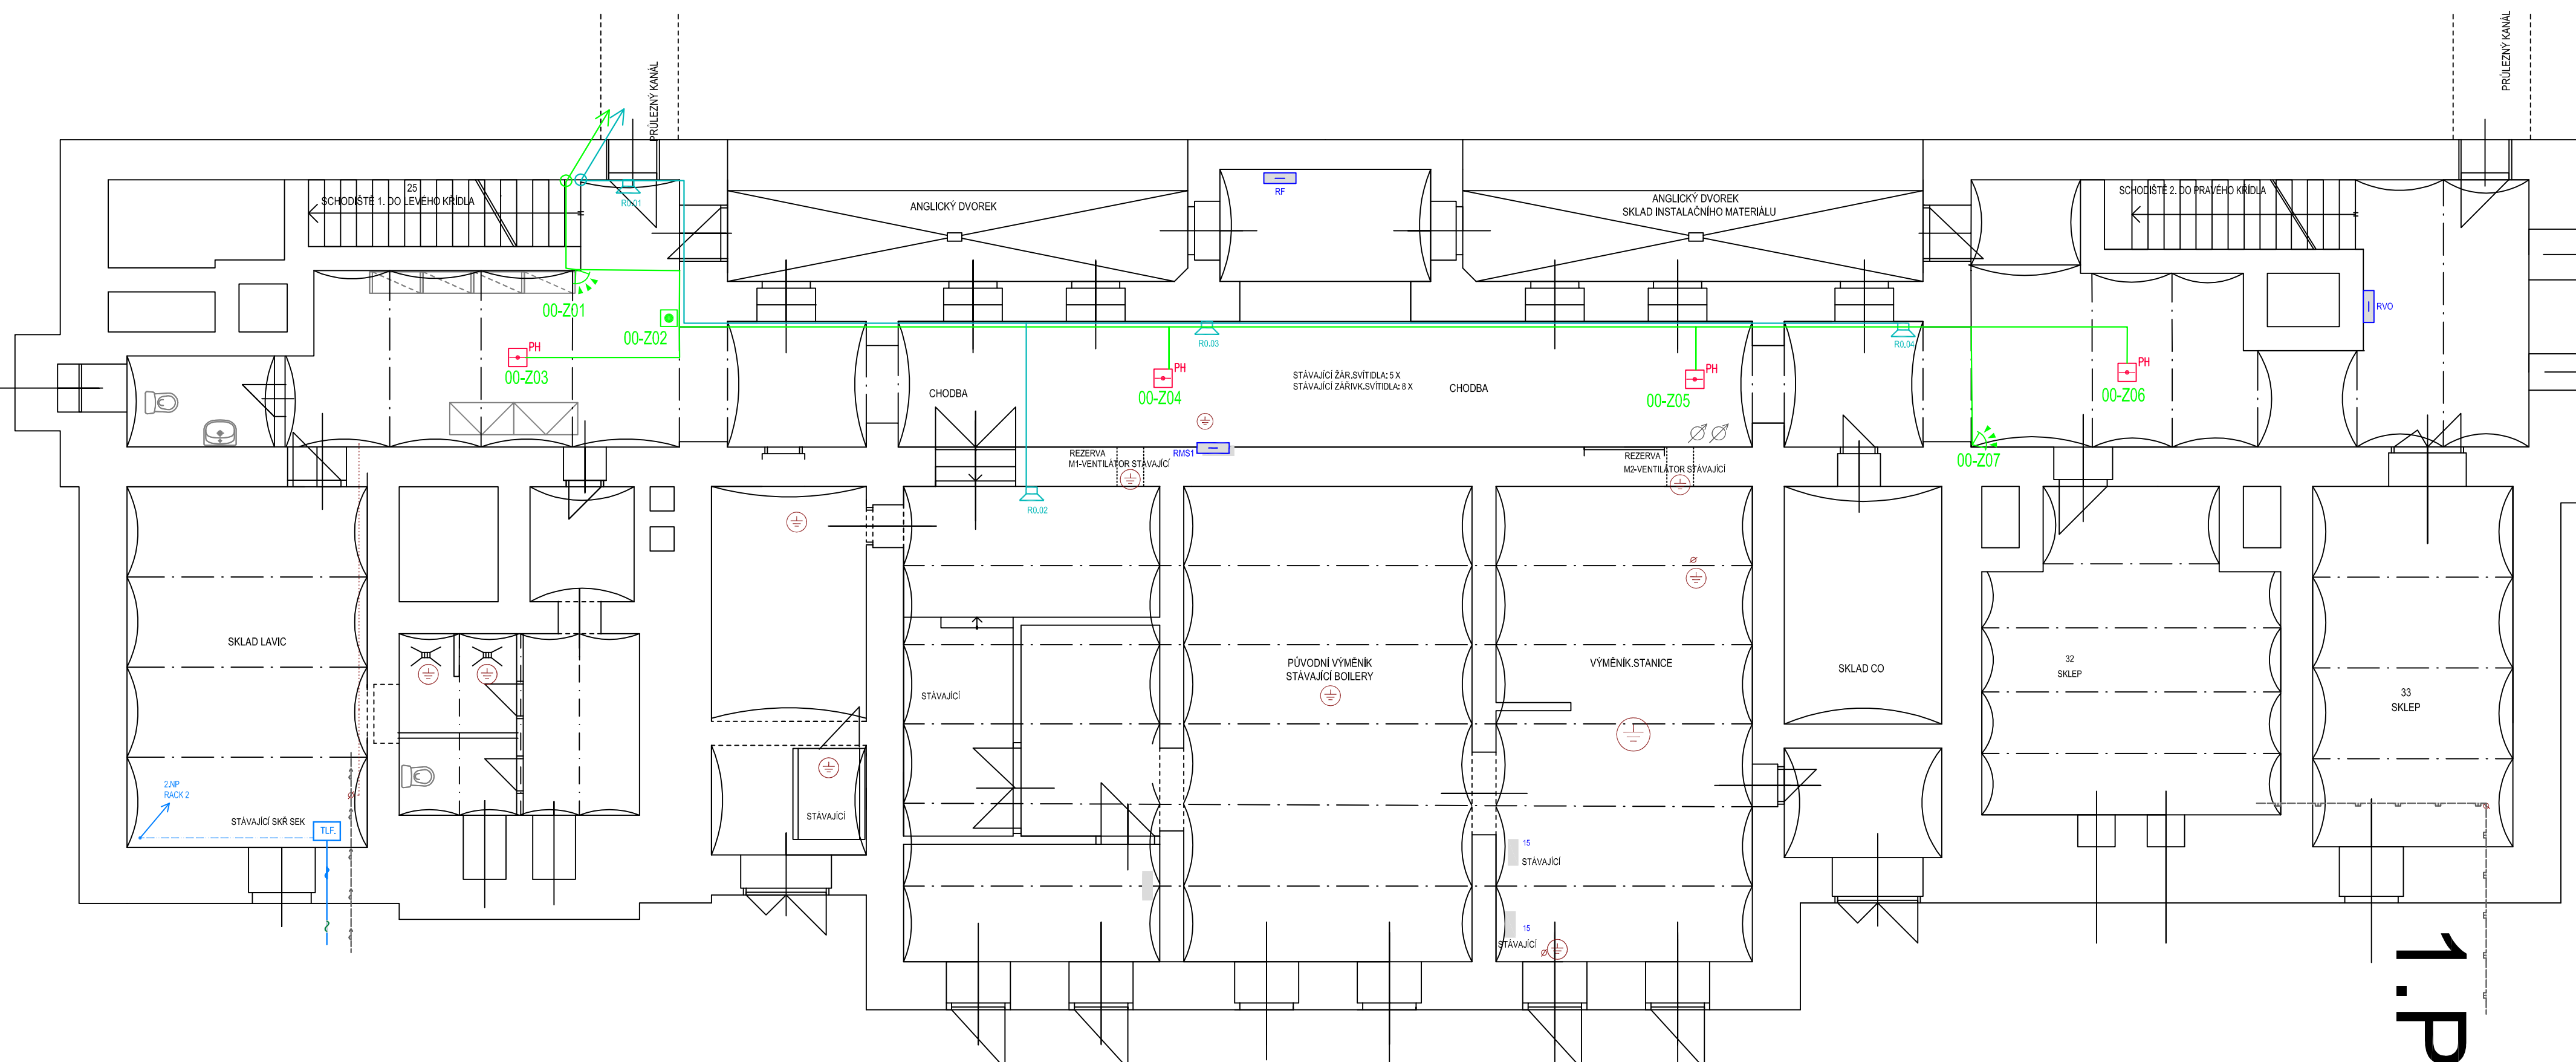 PRŮLEZNÝ KANÁL
PRŮLEZNÝ KANÁL
25
SCHODIŠTĚ 1. DO LEVÉHO KŘÍDLA
R0.01
ANGLICKÝ DVOREK
RF
ANGLICKÝ DVOREK
SKLAD INSTALAČNÍHO MATERIÁLU
SCHODIŠTĚ 2. DO PRAVÉHO KŘÍDLA
00-Z01
00-Z02
RVO
PH
00-Z03
R0.03
R0.04
PH
00-Z04
PH
00-Z05
PH
00-Z06
CHODBA
STÁVAJÍCÍ ŽÁR.SVÍTIDLA: 5 X
STÁVAJÍCÍ ZÁŘIVK.SVÍTIDLA: 8 X
CHODBA
00-Z07
REZERVA
M1-VENTILÁTOR STÁVAJÍCÍ
RMS1
REZERVA
M2-VENTILÁTOR STÁVAJÍCÍ
R0.02
SKLAD LAVIC
STÁVAJÍCÍ
PŮVODNÍ VÝMĚNÍK
STÁVAJÍCÍ BOILERY
VÝMĚNÍK.STANICE
SKLAD CO
32
SKLEP
33
SKLEP
2.NP
RACK 2
STÁVAJÍCÍ SKŘ SEK
TLF.
STÁVAJÍCÍ
15
STÁVAJÍCÍ
15
STÁVAJÍCÍ
1.P